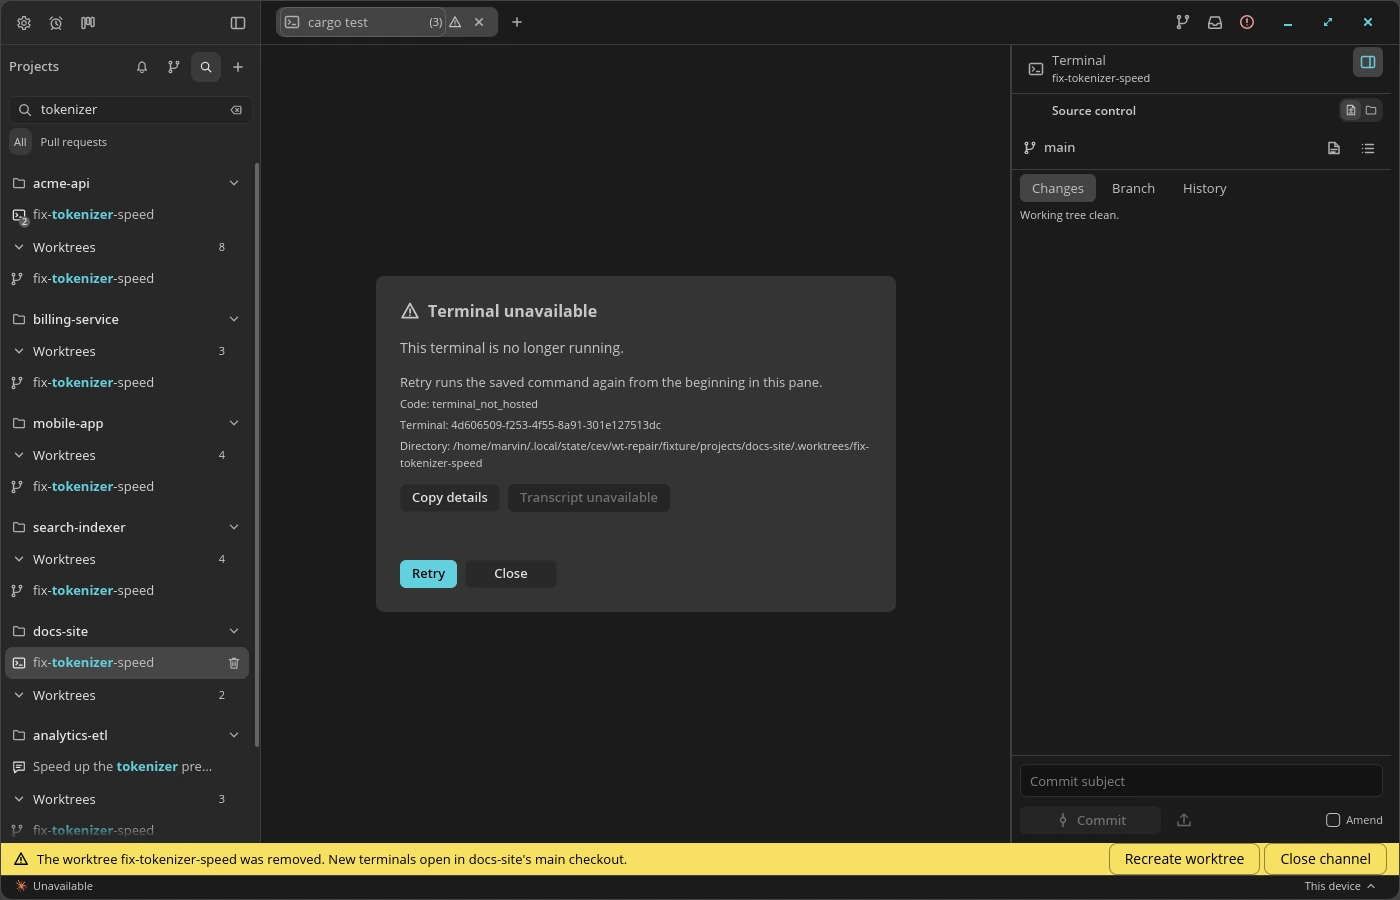 cargo test
(3)
Projects
tokenizer
All
Pull requests
acme-api
2
fix-tokenizer-speed
Worktrees
8
fix-tokenizer-speed
billing-service
Worktrees
3
fix-tokenizer-speed
mobile-app
Worktrees
4
fix-tokenizer-speed
search-indexer
Worktrees
4
fix-tokenizer-speed
docs-site
fix-tokenizer-speed
Worktrees
2
analytics-etl
Speed up the tokenizer pre...
Worktrees
3
fix-tokenizer-speed
Terminal unavailable
This terminal is no longer running.
Retry runs the saved command again from the beginning in this pane.
Code: terminal_not_hosted
Terminal: 4d606509-f253-4f55-8a91-301e127513dc
Directory: /home/marvin/.local/state/cev/wt-repair/fixture/projects/docs-site/.worktrees/fix-
tokenizer-speed
Copy details
Transcript unavailable
Retry
Close
Terminal
fix-tokenizer-speed
Source control
main
Changes
Branch
History
Working tree clean.
Commit subject
Commit
Amend
The worktree fix-tokenizer-speed was removed. New terminals open in docs-site's main checkout.
Recreate worktree
Close channel
Unavailable
This device